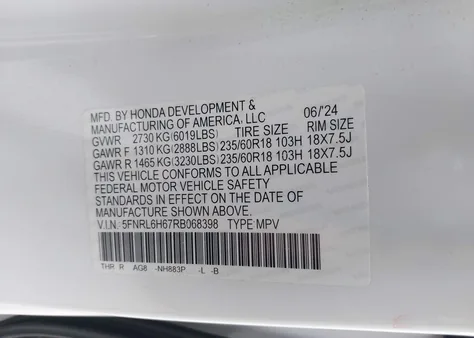 MFD. BY HONDA DEVELOPMENT & 06/'24
MANUFACTURING OF AMERICA, LLC
GVWR 2730 KG(6019LBS) TIRE SIZE RIM SIZE
GAWR F 1310 KG(2888LBS) 235/60R18 103H 18X7.5J
GAWR R 1465 KG(3230LBS) 235/60R18 103H 18X7.5J
THIS VEHICLE CONFORMS TO ALL APPLICABLE
FEDERAL MOTOR VEHICLE SAFETY
STANDARDS IN EFFECT ON THE DATE OF
MANUFACTURE SHOWN ABOVE.
V.I.N.: 5FNRL6H67RB068398 TYPE: MPV
THR R AG8 -NH883P -L -B